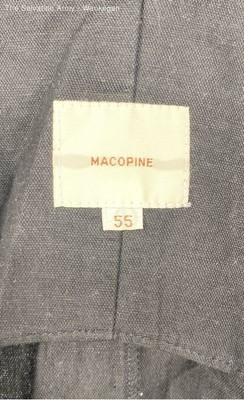 The Salvation Army - Waukegan
MACOPINE
55